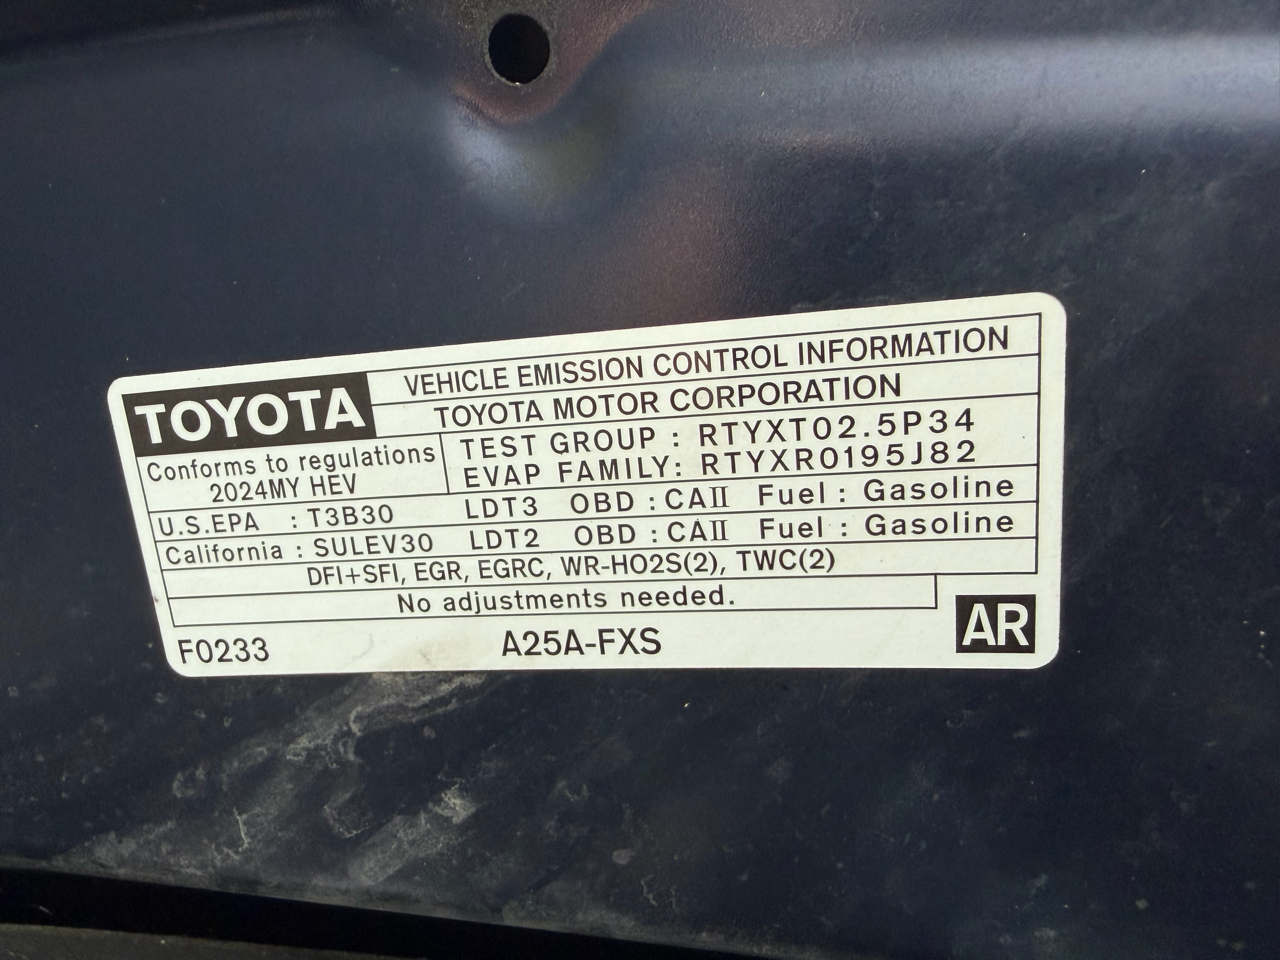 TOYOTA
VEHICLE EMISSION CONTROL INFORMATION
TOYOTA MOTOR CORPORATION
Conforms to regulations
2024MY HEV
TEST GROUP : RTYXT02.5P34
EVAP FAMILY: RTYXR0195J82
U.S.EPA : T3B30 LDT3 OBD : CAII Fuel : Gasoline
California : SULEV30 LDT2 OBD : CAII Fuel : Gasoline
DFI+SFI, EGR, EGRC, WR-HO2S(2), TWC(2)
No adjustments needed.
F0233 A25A-FXS AR